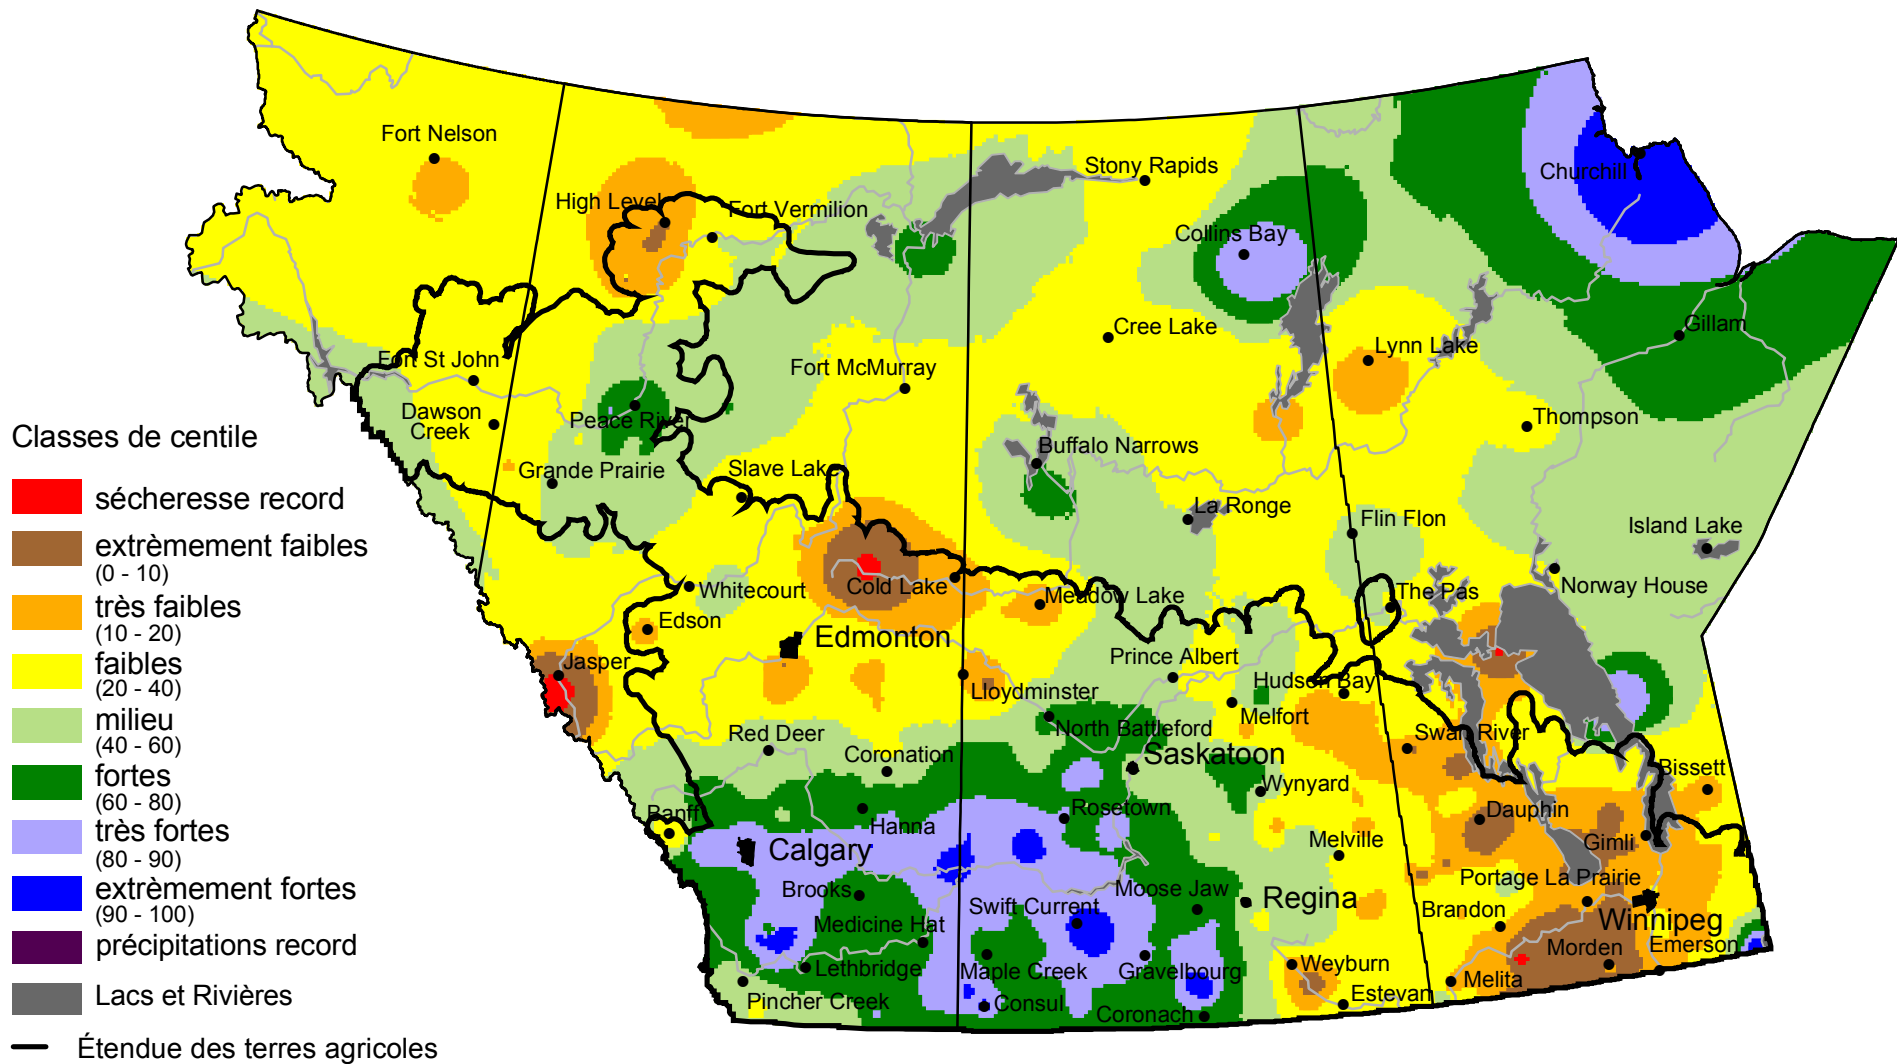 Fort Nelson
High Level
Fort Vermilion
Stony Rapids
Churchill
Collins Bay
Cree Lake
Gillam
Lynn Lake
Fort St John
Fort McMurray
Dawson
Creek
Peace River
Thompson
Buffalo Narrows
Grande Prairie
Slave Lake
La Ronge
Flin Flon
Island Lake
Whitecourt
Cold Lake
Meadow Lake
The Pas
Norway House
Edson
Edmonton
Jasper
Prince Albert
Lloydminster
Hudson Bay
Melfort
North Battleford
Red Deer
Coronation
Saskatoon
Swan River
Bissett
Wynyard
Banff
Hanna
Rosetown
Dauphin
Gimli
Calgary
Melville
Brooks
Moose Jaw
Regina
Portage La Prairie
Medicine Hat
Swift Current
Brandon
Winnipeg
Morden
Emerson
Lethbridge
Maple Creek
Gravelbourg
Weyburn
Melita
Pincher Creek
Consul
Coronach
Estevan
Classes de centile
sécheresse record
extrèmement faibles
(0 - 10)
très faibles
(10 - 20)
faibles
(20 - 40)
milieu
(40 - 60)
fortes
(60 - 80)
très fortes
(80 - 90)
extrèmement fortes
(90 - 100)
précipitations record
Lacs et Rivières
Étendue des terres agricoles